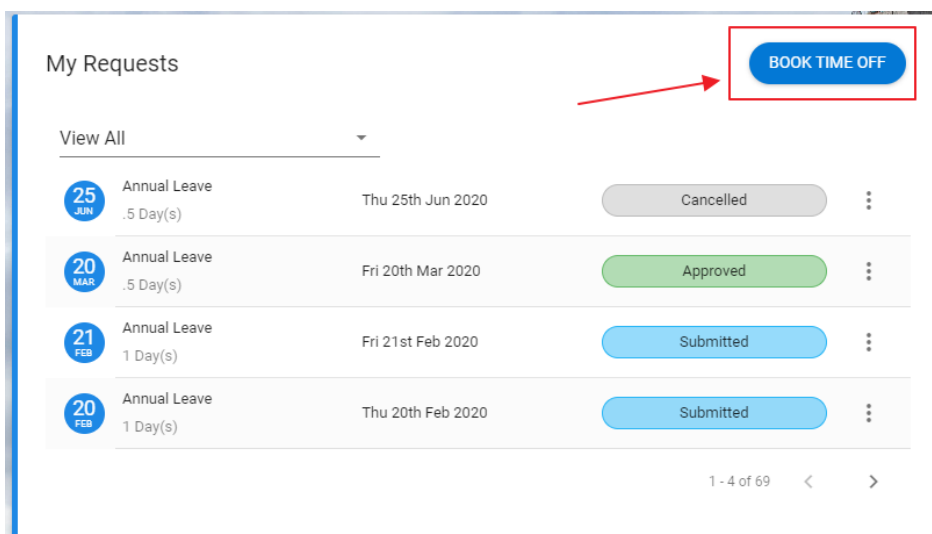 My Requests
BOOK TIME OFF
View All
25
JUN
Annual Leave
.5 Day(s)
Thu 25th Jun 2020
Cancelled
20
MAR
Annual Leave
.5 Day(s)
Fri 20th Mar 2020
Approved
21
FEB
Annual Leave
1 Day(s)
Fri 21st Feb 2020
Submitted
20
FEB
Annual Leave
1 Day(s)
Thu 20th Feb 2020
Submitted
1 - 4 of 69